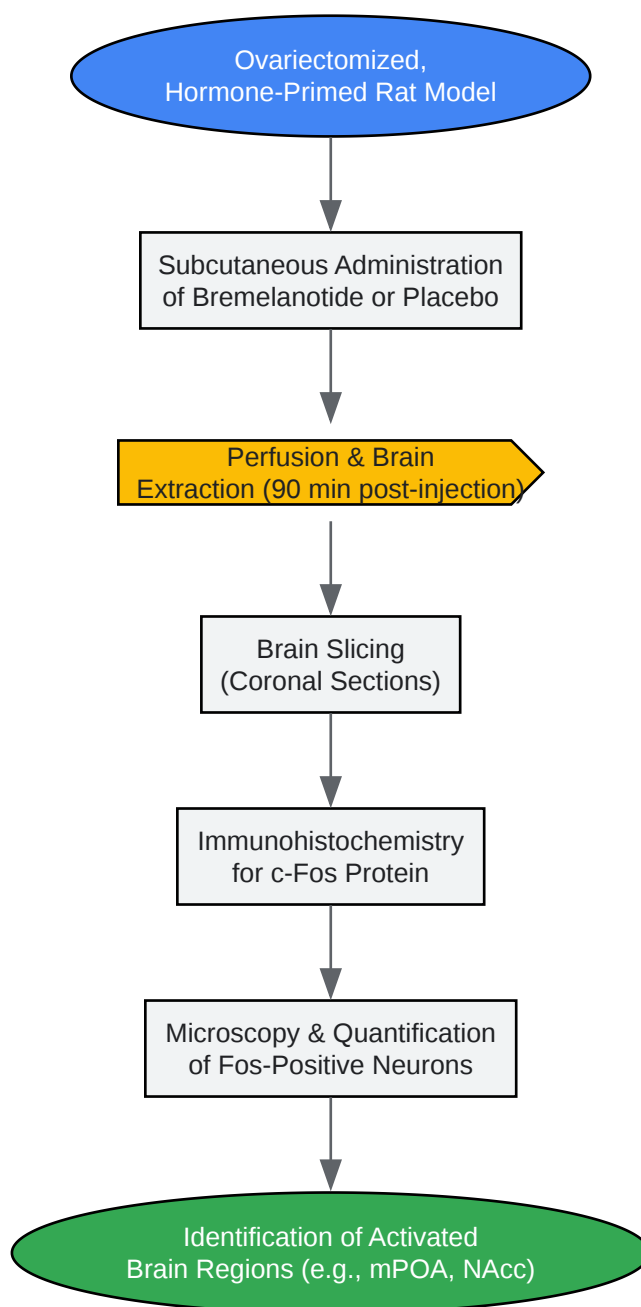 Ovariectomized,
Hormone-Primed Rat Model
Subcutaneous Administration
of Bremelanotide or Placebo
Perfusion & Brain
Extraction (90 min post-injection)
Brain Slicing
(Coronal Sections)
Immunohistochemistry
for c-Fos Protein
Microscopy & Quantification
of Fos-Positive Neurons
Identification of Activated
Brain Regions (e.g., mPOA, NAcc)